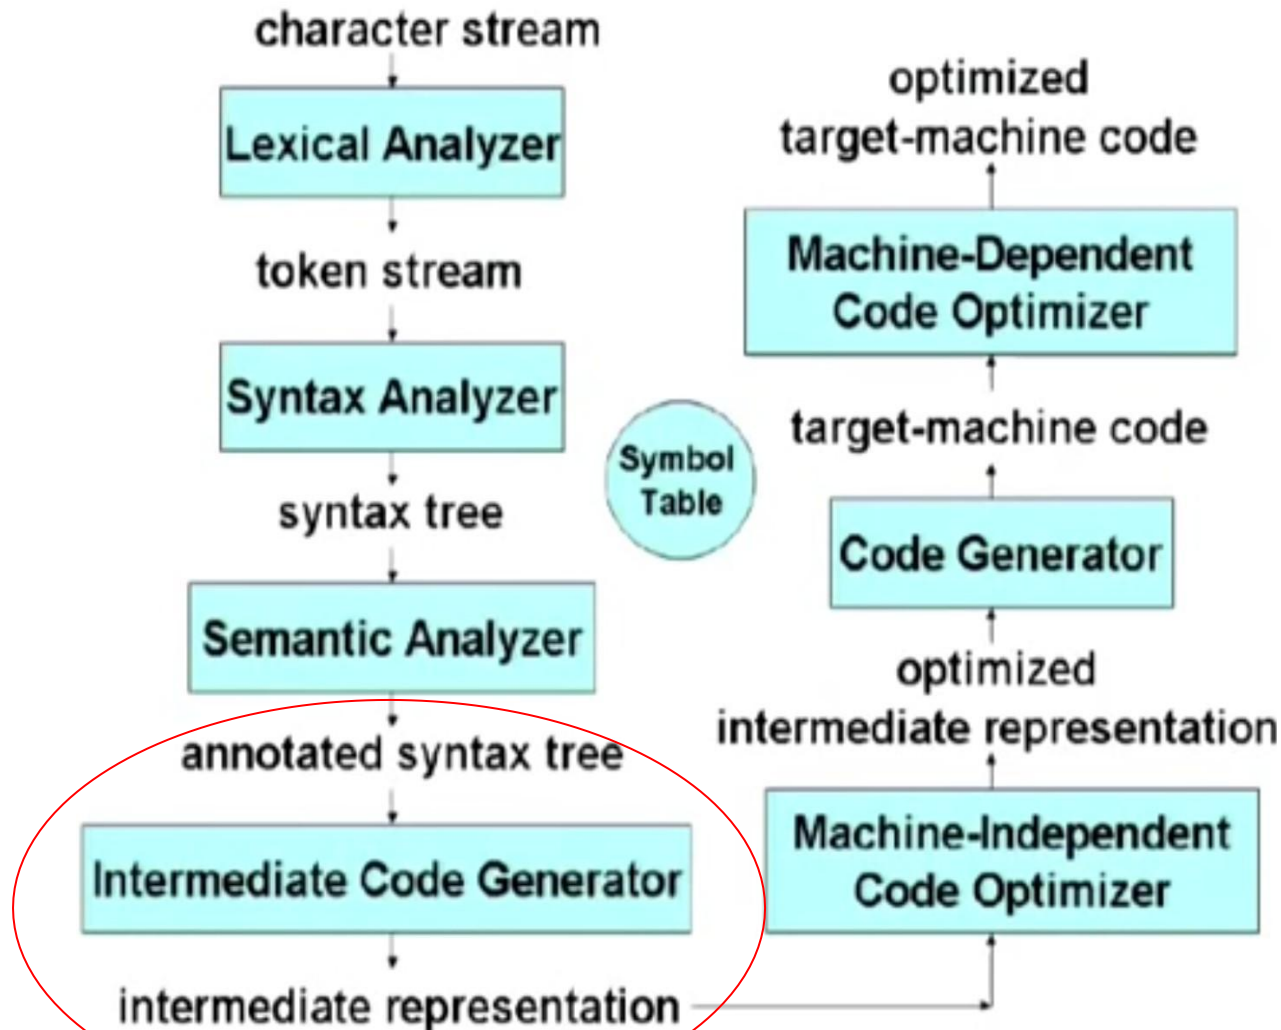 character stream
Lexical Analyzer
token stream
Syntax Analyzer
syntax tree
Semantic Analyzer
annotated syntax tree
Intermediate Code Generator
intermediate representation
Symbol
Table
optimized
target-machine code
Machine-Dependent
Code Optimizer
target-machine code
Code Generator
optimized
intermediate representation
Machine-Independent
Code Optimizer